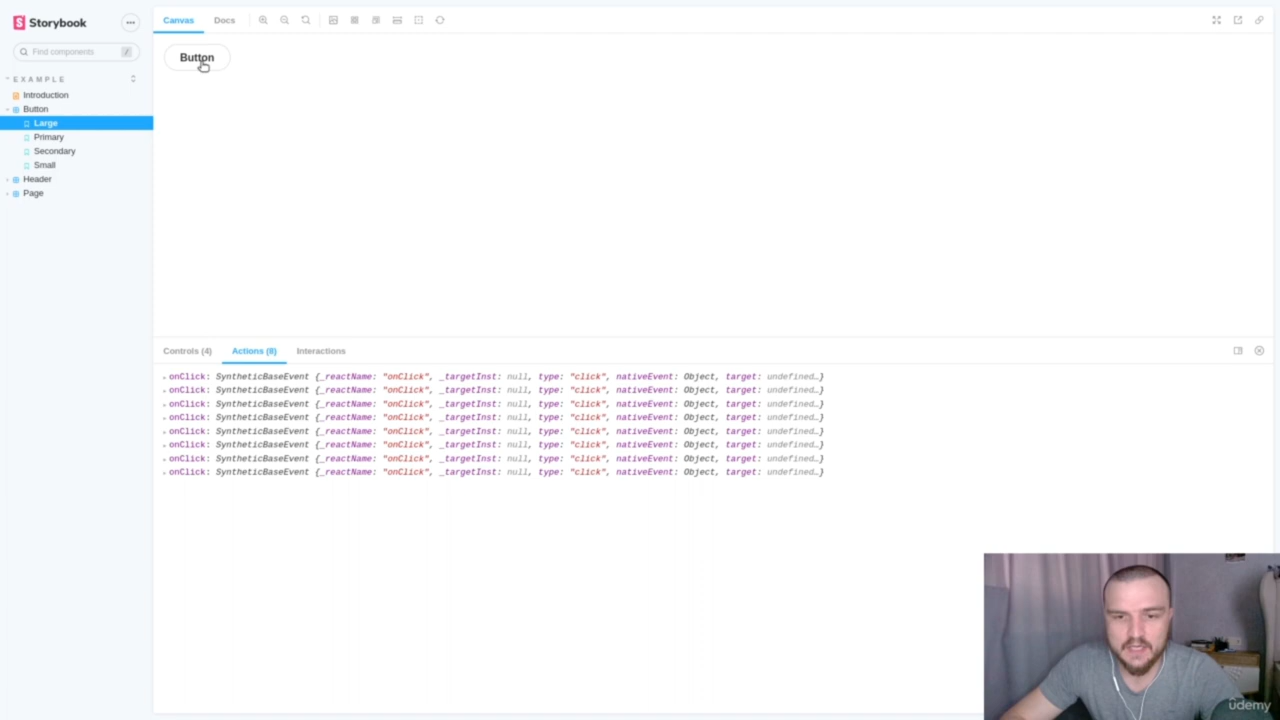 Storybook
Find components
/
EXAMPLE
Introduction
Button
Large
Primary
Secondary
Small
Header
Page
Canvas
Docs
Button
Controls (4)
Actions (8)
Interactions
onClick: SyntheticBaseEvent {_reactName: "onClick", _targetInst: null, type: "click", nativeEvent: Object, target: undefined…}
onClick: SyntheticBaseEvent {_reactName: "onClick", _targetInst: null, type: "click", nativeEvent: Object, target: undefined…}
onClick: SyntheticBaseEvent {_reactName: "onClick", _targetInst: null, type: "click", nativeEvent: Object, target: undefined…}
onClick: SyntheticBaseEvent {_reactName: "onClick", _targetInst: null, type: "click", nativeEvent: Object, target: undefined…}
onClick: SyntheticBaseEvent {_reactName: "onClick", _targetInst: null, type: "click", nativeEvent: Object, target: undefined…}
onClick: SyntheticBaseEvent {_reactName: "onClick", _targetInst: null, type: "click", nativeEvent: Object, target: undefined…}
onClick: SyntheticBaseEvent {_reactName: "onClick", _targetInst: null, type: "click", nativeEvent: Object, target: undefined…}
onClick: SyntheticBaseEvent {_reactName: "onClick", _targetInst: null, type: "click", nativeEvent: Object, target: undefined…}
ûdemy